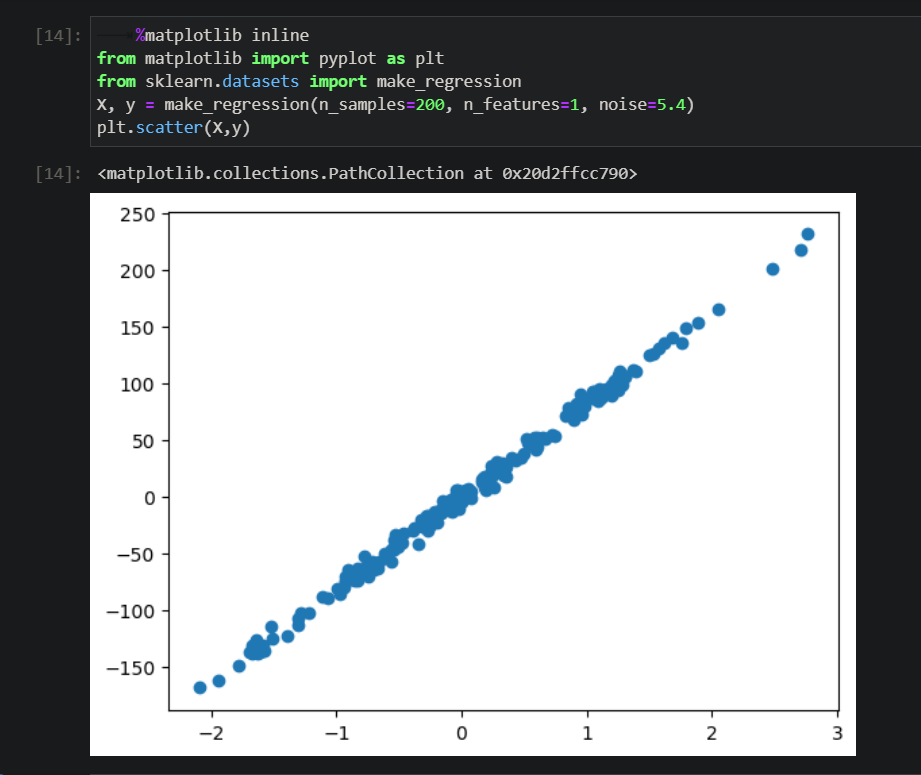 [14]: %matplotlib inline
from matplotlib import pyplot as plt
from sklearn.datasets import make_regression
X, y = make_regression(n_samples=200, n_features=1, noise=5.4)
plt.scatter(X,y)
[14]: <matplotlib.collections.PathCollection at 0x20d2ffcc790>
250
200
150
100
50
0
−50
−100
−150
−2 −1 0 1 2 3